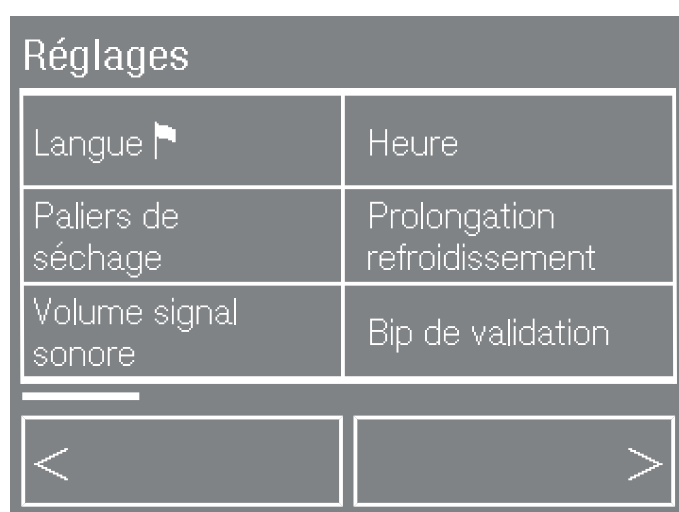 Réglages
Langue
Heure
Paliers de
séchage
Prolongation
refroidissement
Volume signal
sonore
Bip de validation
< >